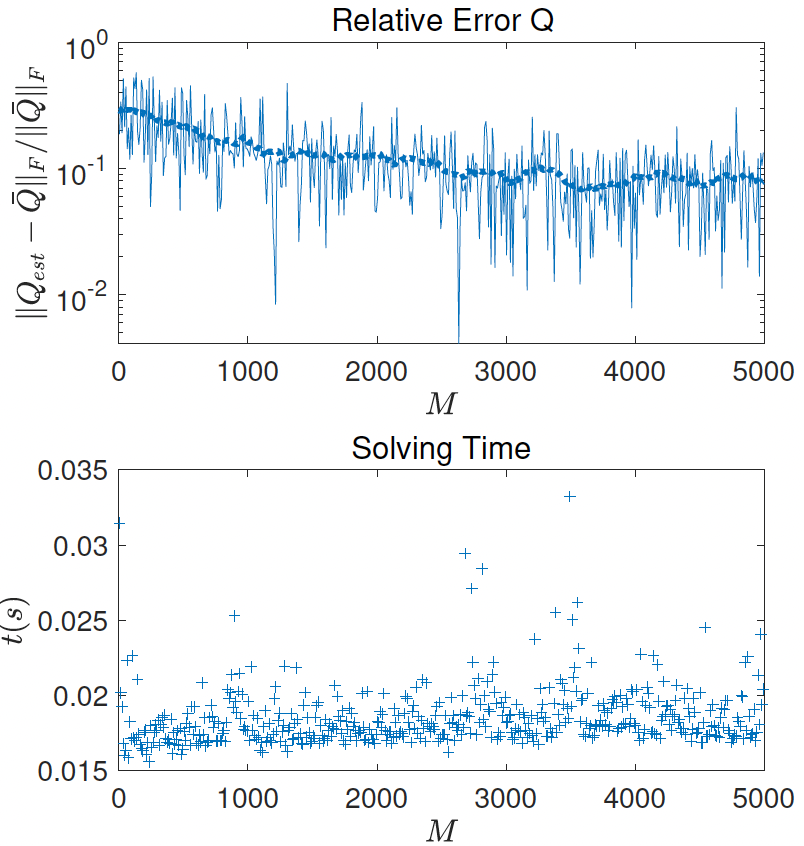 Relative Error Q
10^0
10^-1
10^-2
‖Q_est − Q̄‖_F / ‖Q̄‖_F
0 1000 2000 3000 4000 5000
M
Solving Time
0.035
0.03
0.025
0.02
0.015
t(s)
0 1000 2000 3000 4000 5000
M